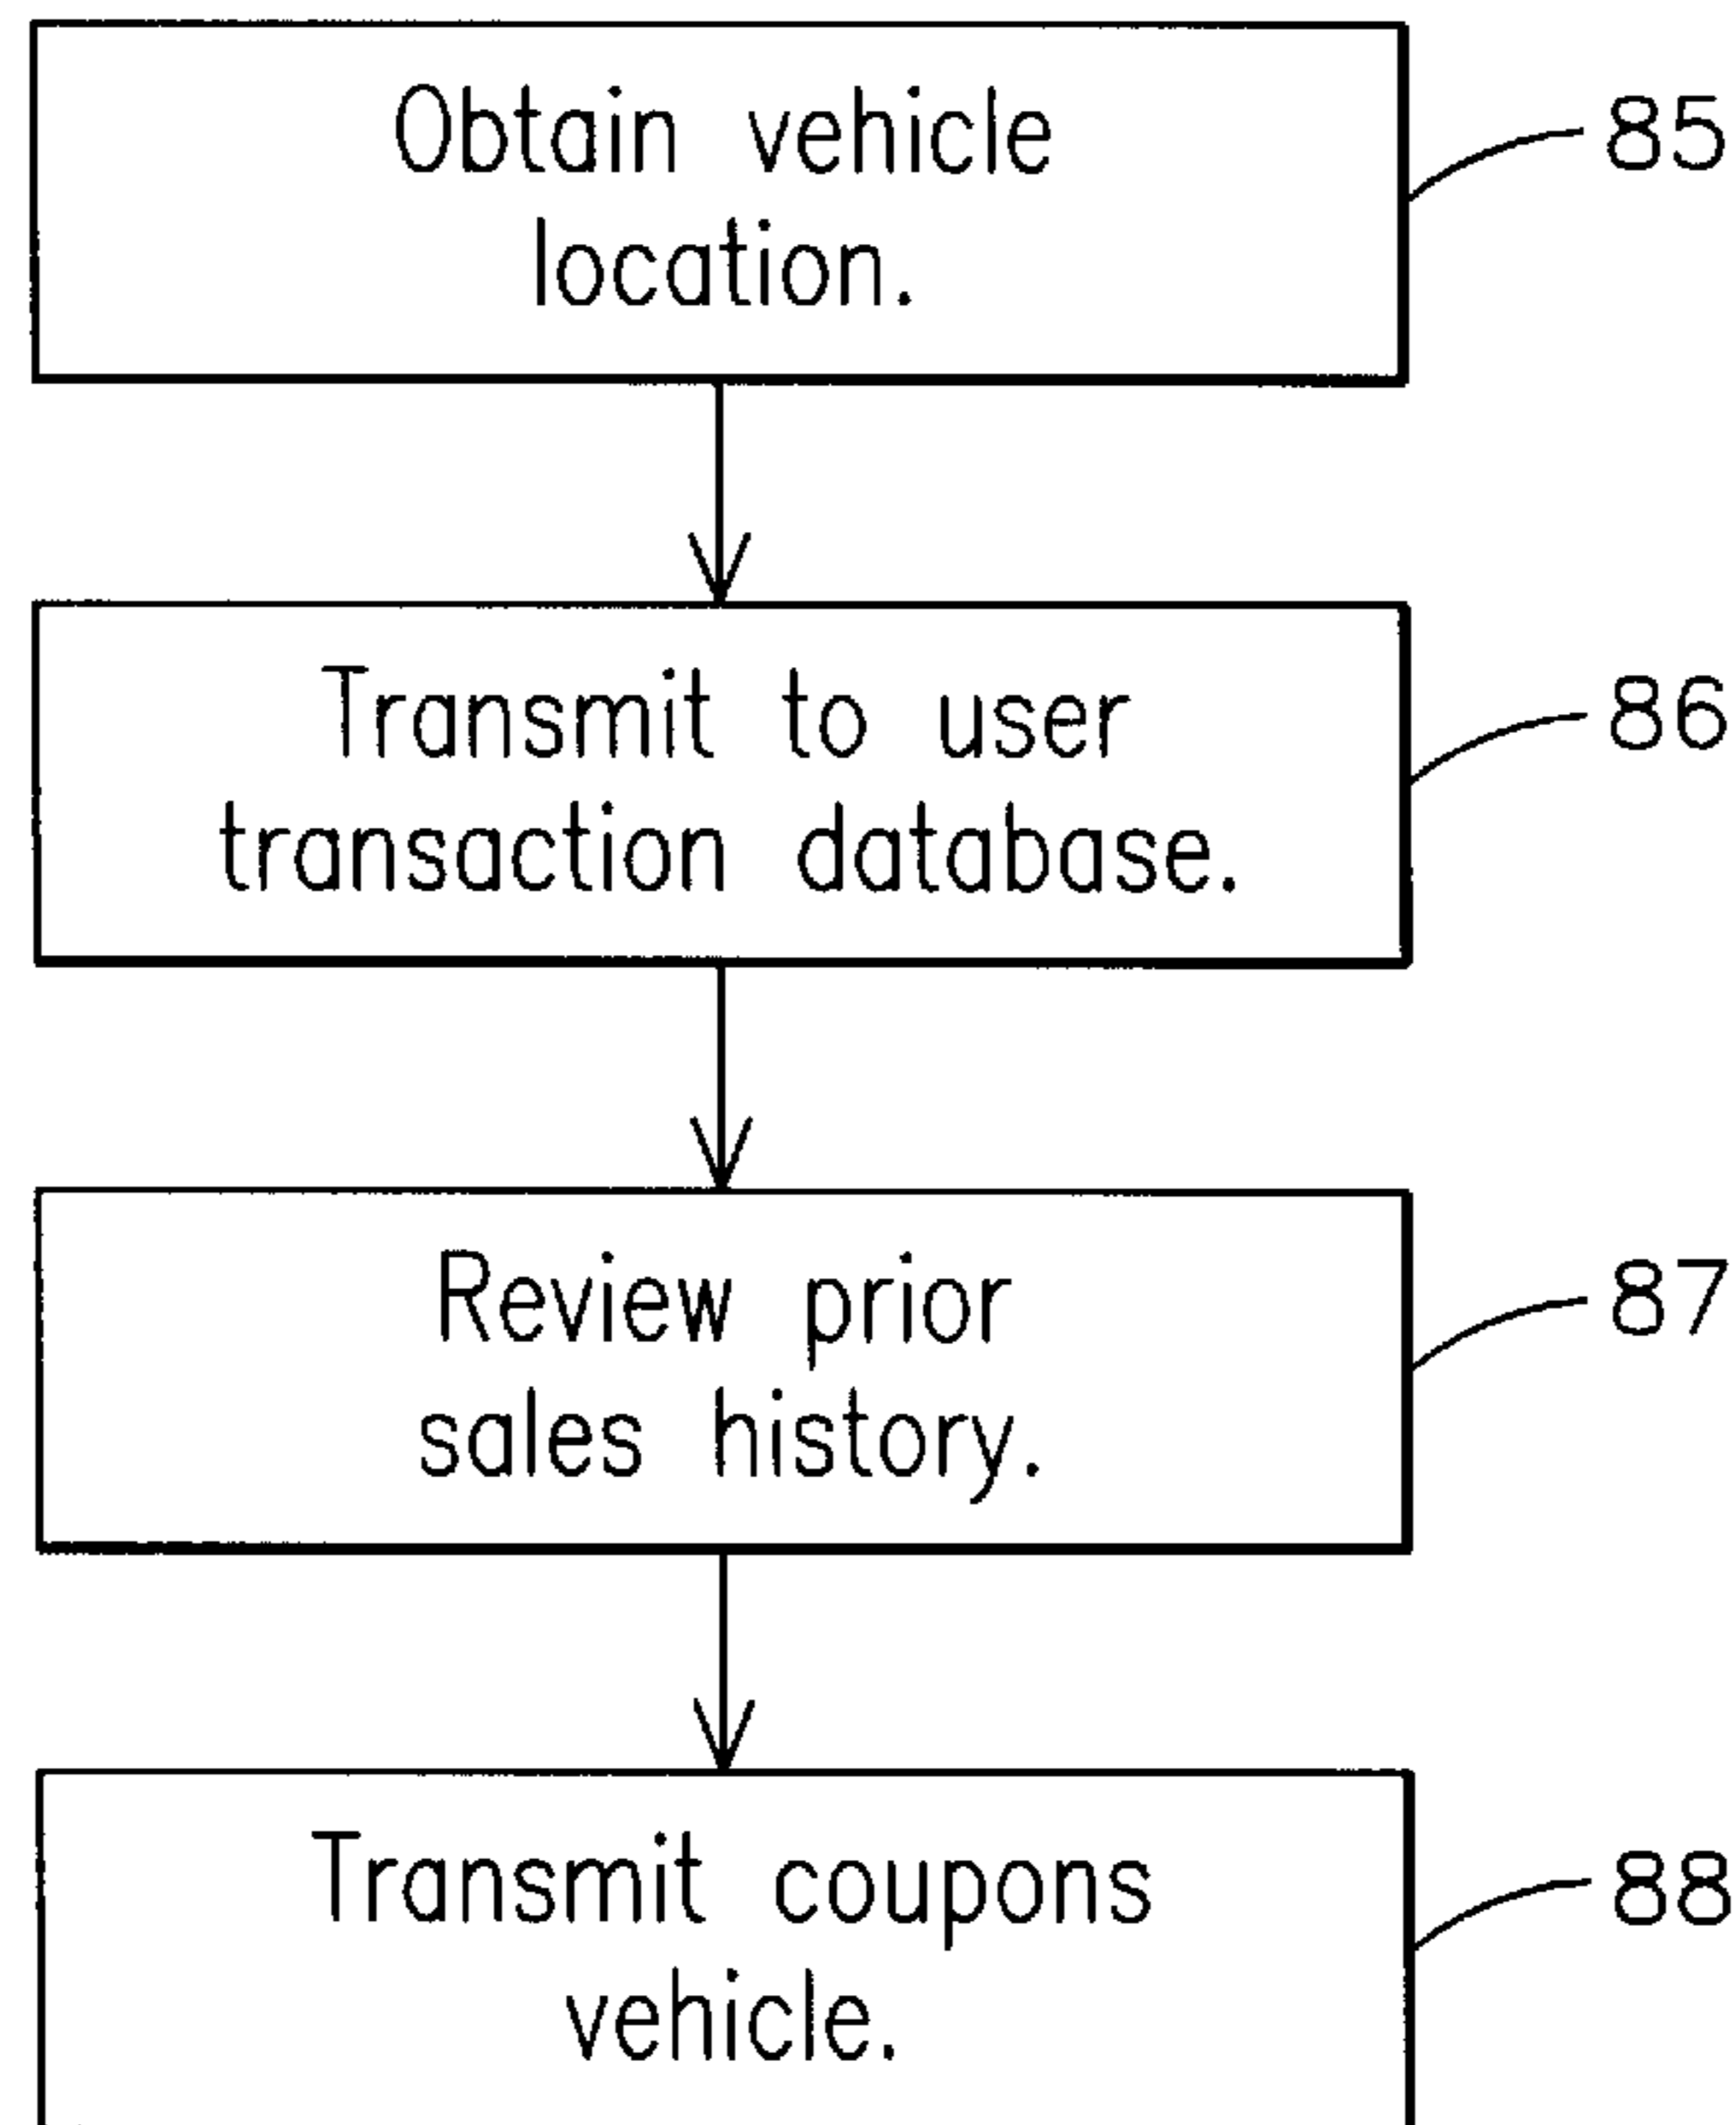 Obtain vehicle
location.
85
Transmit to user
transaction database.
86
Review prior
sales history.
87
Transmit coupons
vehicle.
88